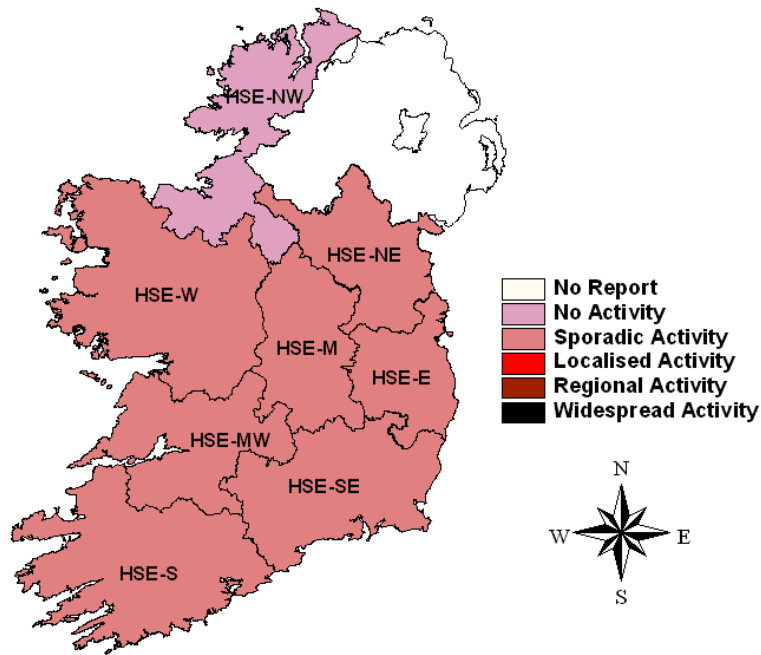 HSE-NW
HSE-NE
HSE-W
HSE-M
HSE-E
HSE-MW
HSE-SE
HSE-S
No Report
No Activity
Sporadic Activity
Localised Activity
Regional Activity
Widespread Activity
N
W E
S